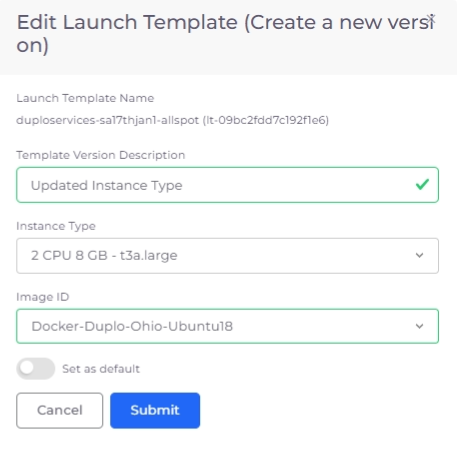 Edit Launch Template (Create a new versi
on)
Launch Template Name
duploservices-sa17thjan1-allspot (lt-09bc2fdd7c192f1e6)
Template Version Description
Updated Instance Type
Instance Type
2 CPU 8 GB - t3a.large
Image ID
Docker-Duplo-Ohio-Ubuntu18
Set as default
Cancel Submit